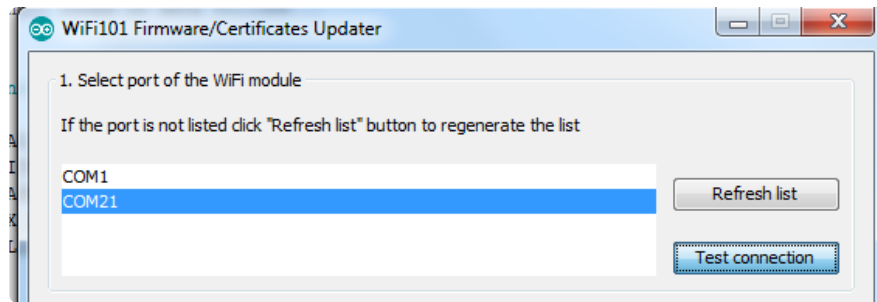 WiFi101 Firmware/Certificates Updater
1. Select port of the WiFi module
If the port is not listed click "Refresh list" button to regenerate the list
COM1
COM21
Refresh list
Test connection